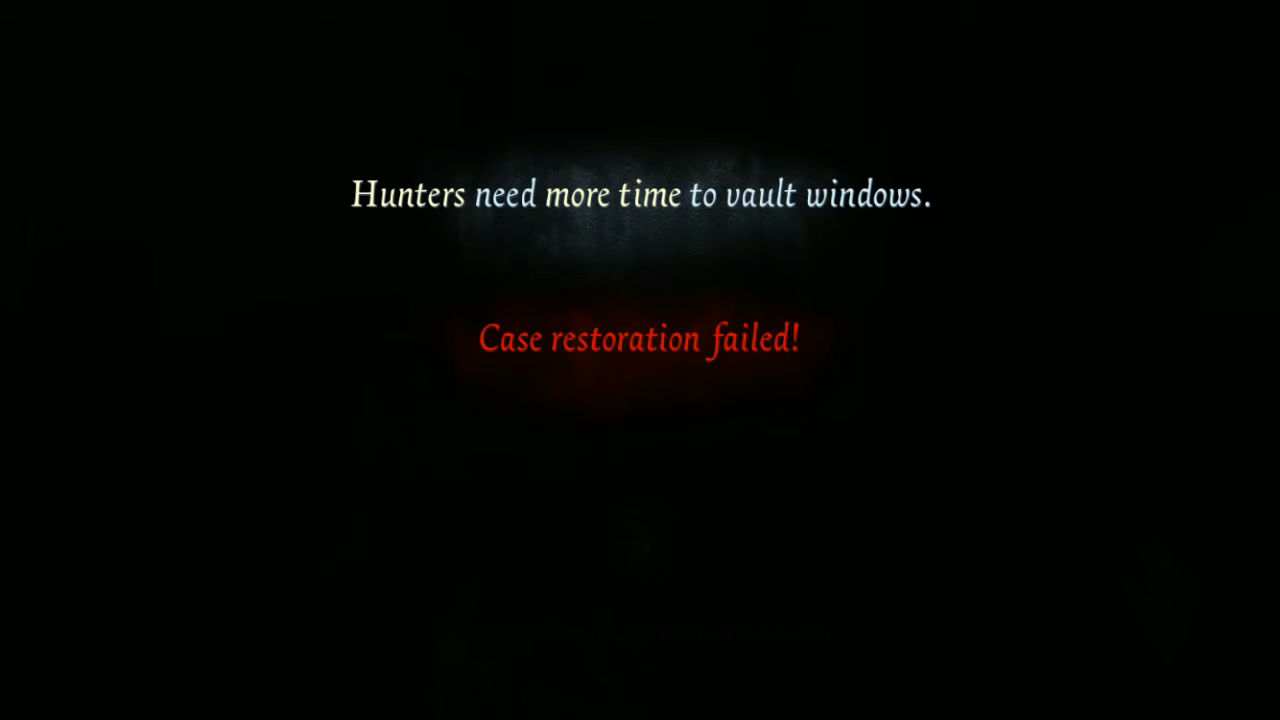 Hunters need more time to vault windows.
Case restoration failed!